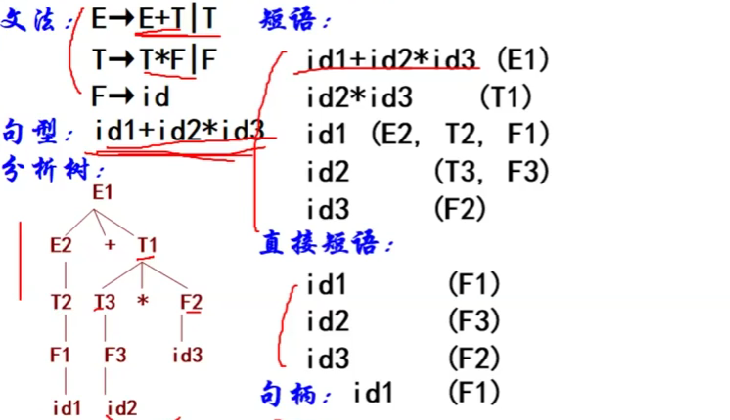 文法: E→E+T|T
T→T*F|F
F→id
句型: id1+id2*id3
分析树:
E1
E2 + T1
T2 T3 * F2
F1 F3 id3
id1 id2
短语:
id1+id2*id3 (E1)
id2*id3 (T1)
id1 (E2, T2, F1)
id2 (T3, F3)
id3 (F2)
直接短语:
id1 (F1)
id2 (F3)
id3 (F2)
句柄: id1 (F1)